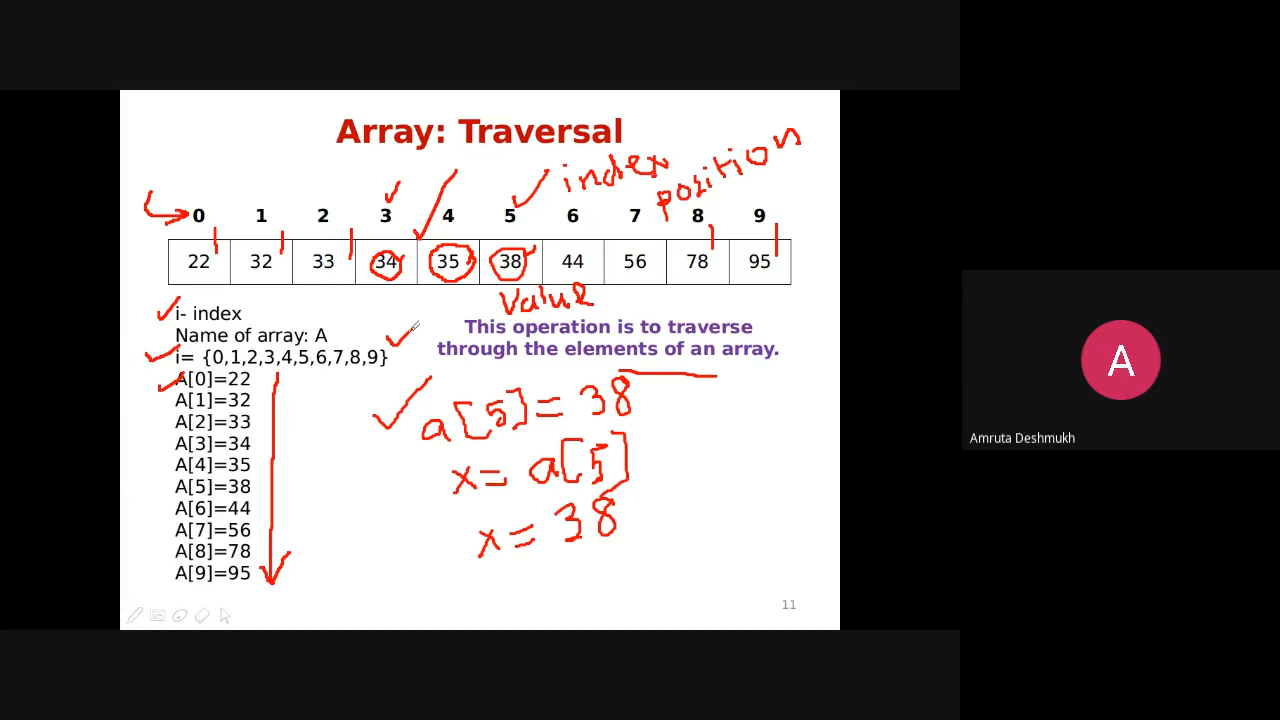 Array: Traversal
index
position
0 1 2 3 4 5 6 7 8 9
22 32 33 34 35 38 44 56 78 95
value
i- index
Name of array: A
i= {0,1,2,3,4,5,6,7,8,9}
A[0]=22
A[1]=32
A[2]=33
A[3]=34
A[4]=35
A[5]=38
A[6]=44
A[7]=56
A[8]=78
A[9]=95
This operation is to traverse
through the elements of an array.
a[5]= 38
x= a[5]
x= 38
11
A
Amruta Deshmukh